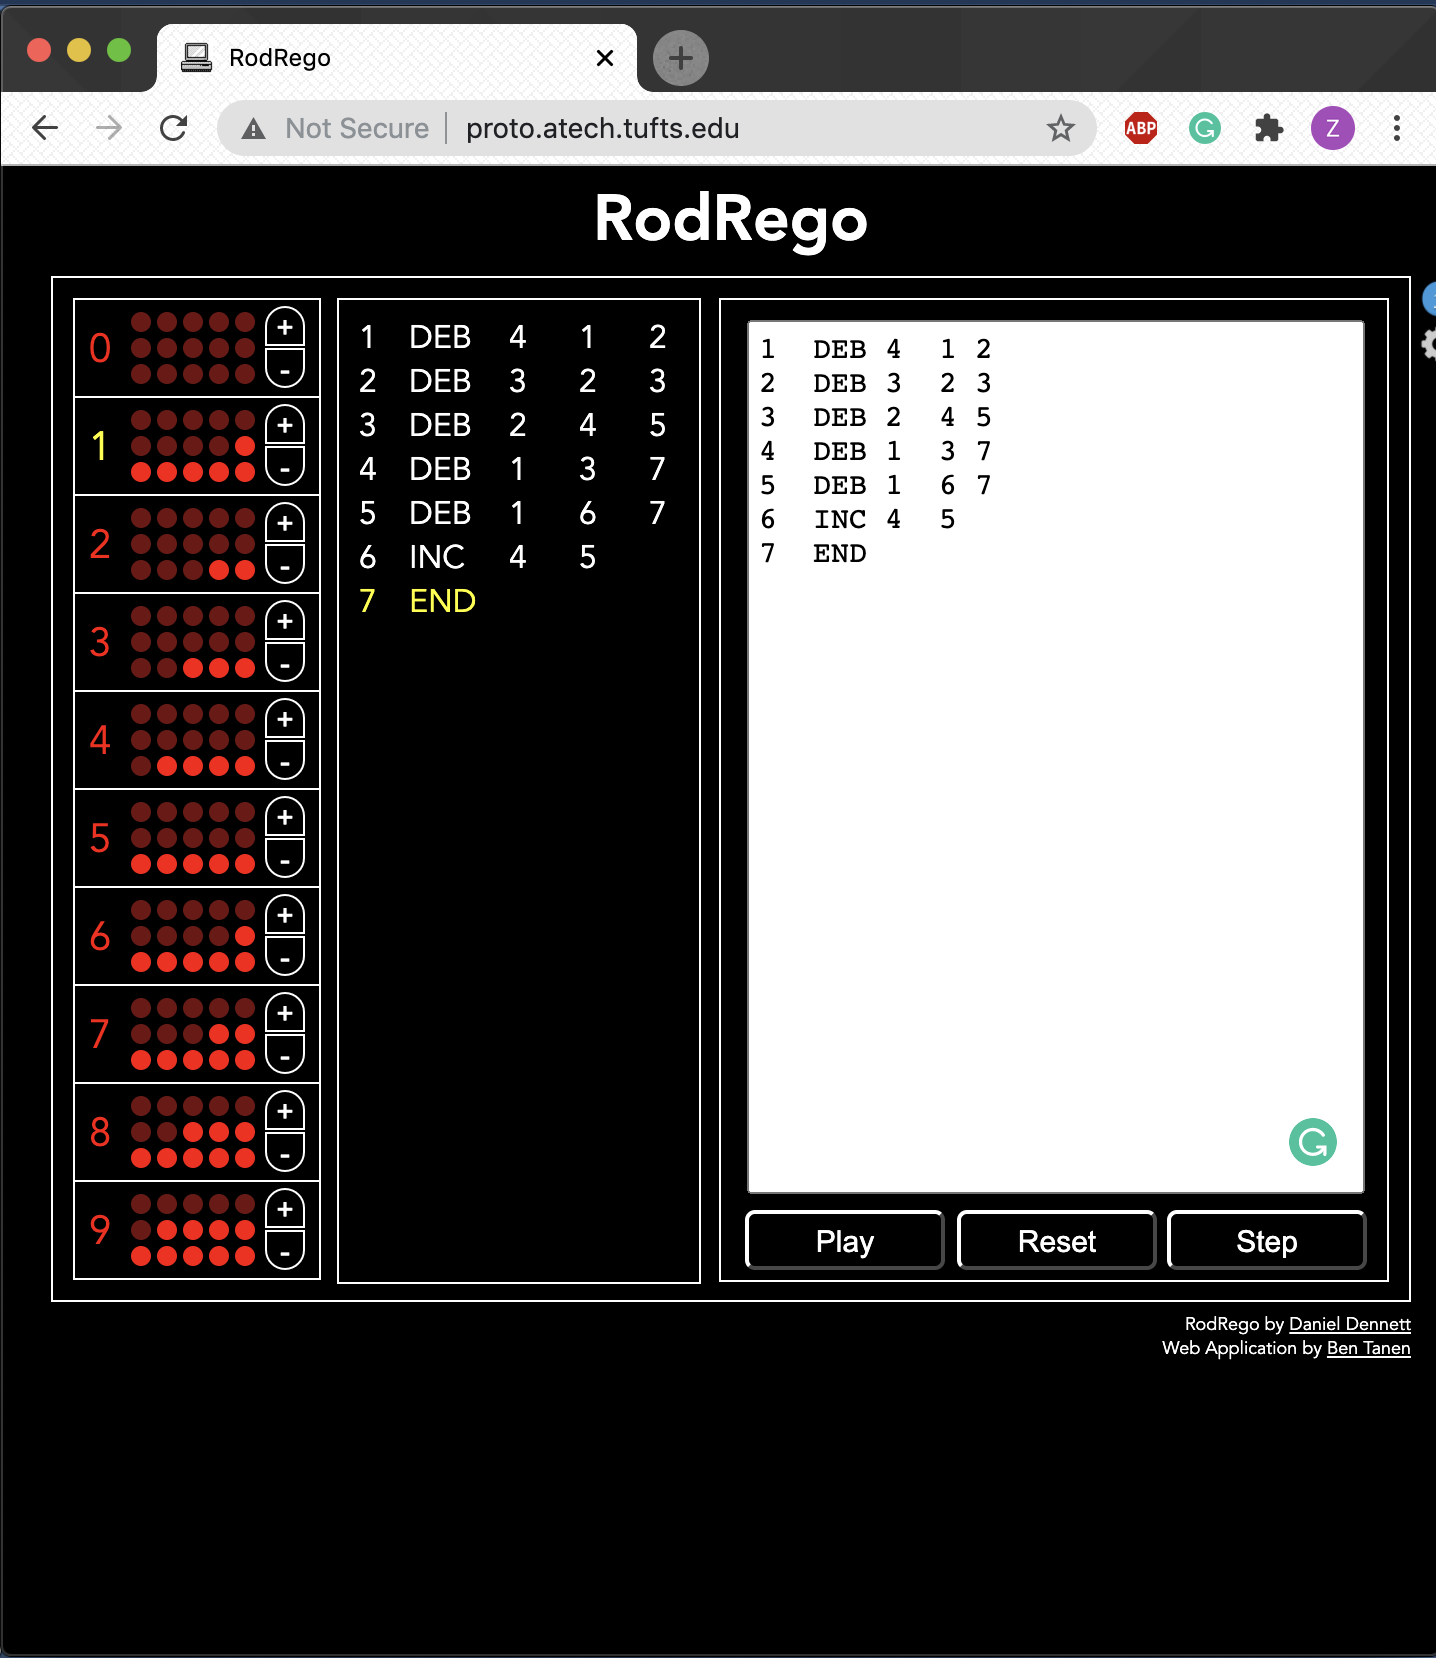 RodRego
Not Secure proto.atech.tufts.edu
ABP
G
Z
RodRego
0 + -
1 + -
2 + -
3 + -
4 + -
5 + -
6 + -
7 + -
8 + -
9 + -
1 DEB 4 1 2
2 DEB 3 2 3
3 DEB 2 4 5
4 DEB 1 3 7
5 DEB 1 6 7
6 INC 4 5
7 END
1 DEB 4 1 2
2 DEB 3 2 3
3 DEB 2 4 5
4 DEB 1 3 7
5 DEB 1 6 7
6 INC 4 5
7 END
G
Play Reset Step
RodRego by Daniel Dennett
Web Application by Ben Tanen